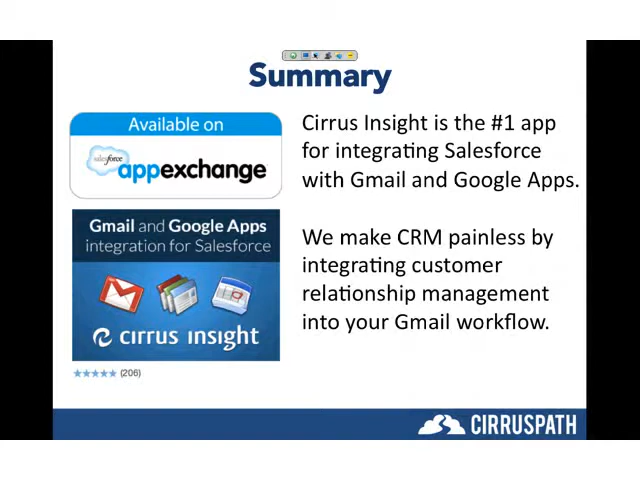 Summary
Available on
salesforce
appexchange
Gmail and Google Apps
integration for Salesforce
cirrus insight
(206)
Cirrus Insight is the #1 app
for integrating Salesforce
with Gmail and Google Apps.
We make CRM painless by
integrating customer
relationship management
into your Gmail workflow.
CIRRUSPATH